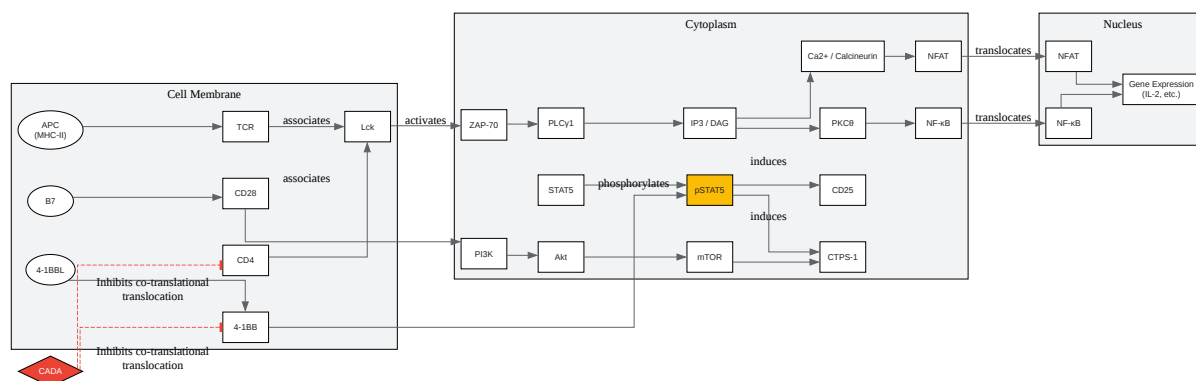 Cytoplasm
Nucleus
Ca2+ / Calcineurin
NFAT
translocates
NFAT
Gene Expression
(IL-2, etc.)
Cell Membrane
APC
(MHC-II)
TCR
associates
Lck
activates
ZAP-70
PLCγ1
IP3 / DAG
PKCθ
NF-κB
translocates
NF-κB
B7
CD28
associates
STAT5
phosphorylates
pSTAT5
induces
CD25
induces
4-1BBL
CD4
Inhibits co-translational
translocation
PI3K
Akt
mTOR
CTPS-1
4-1BB
Inhibits co-translational
translocation
CADA